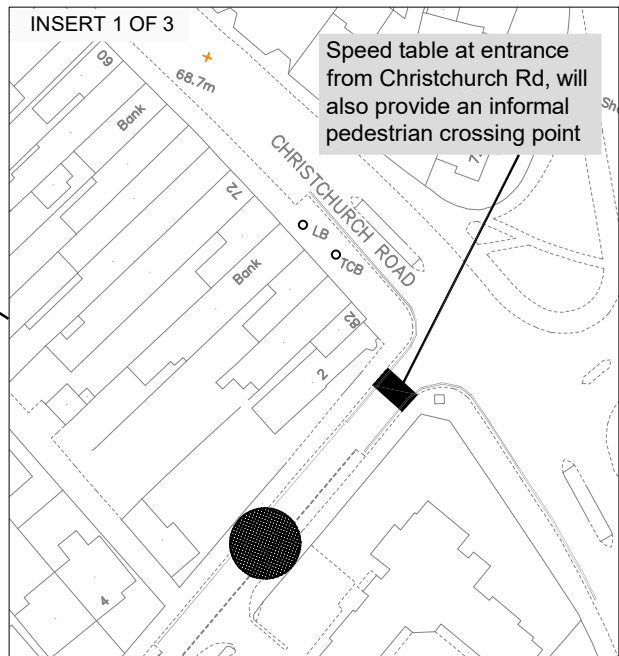 INSERT 1 OF 3
Speed table at entrance
from Christchurch Rd, will
also provide an informal
pedestrian crossing point
60
68.7m
Bank
CHRISTCHURCH ROAD
72
LB
TCB
Bank
82
2
4